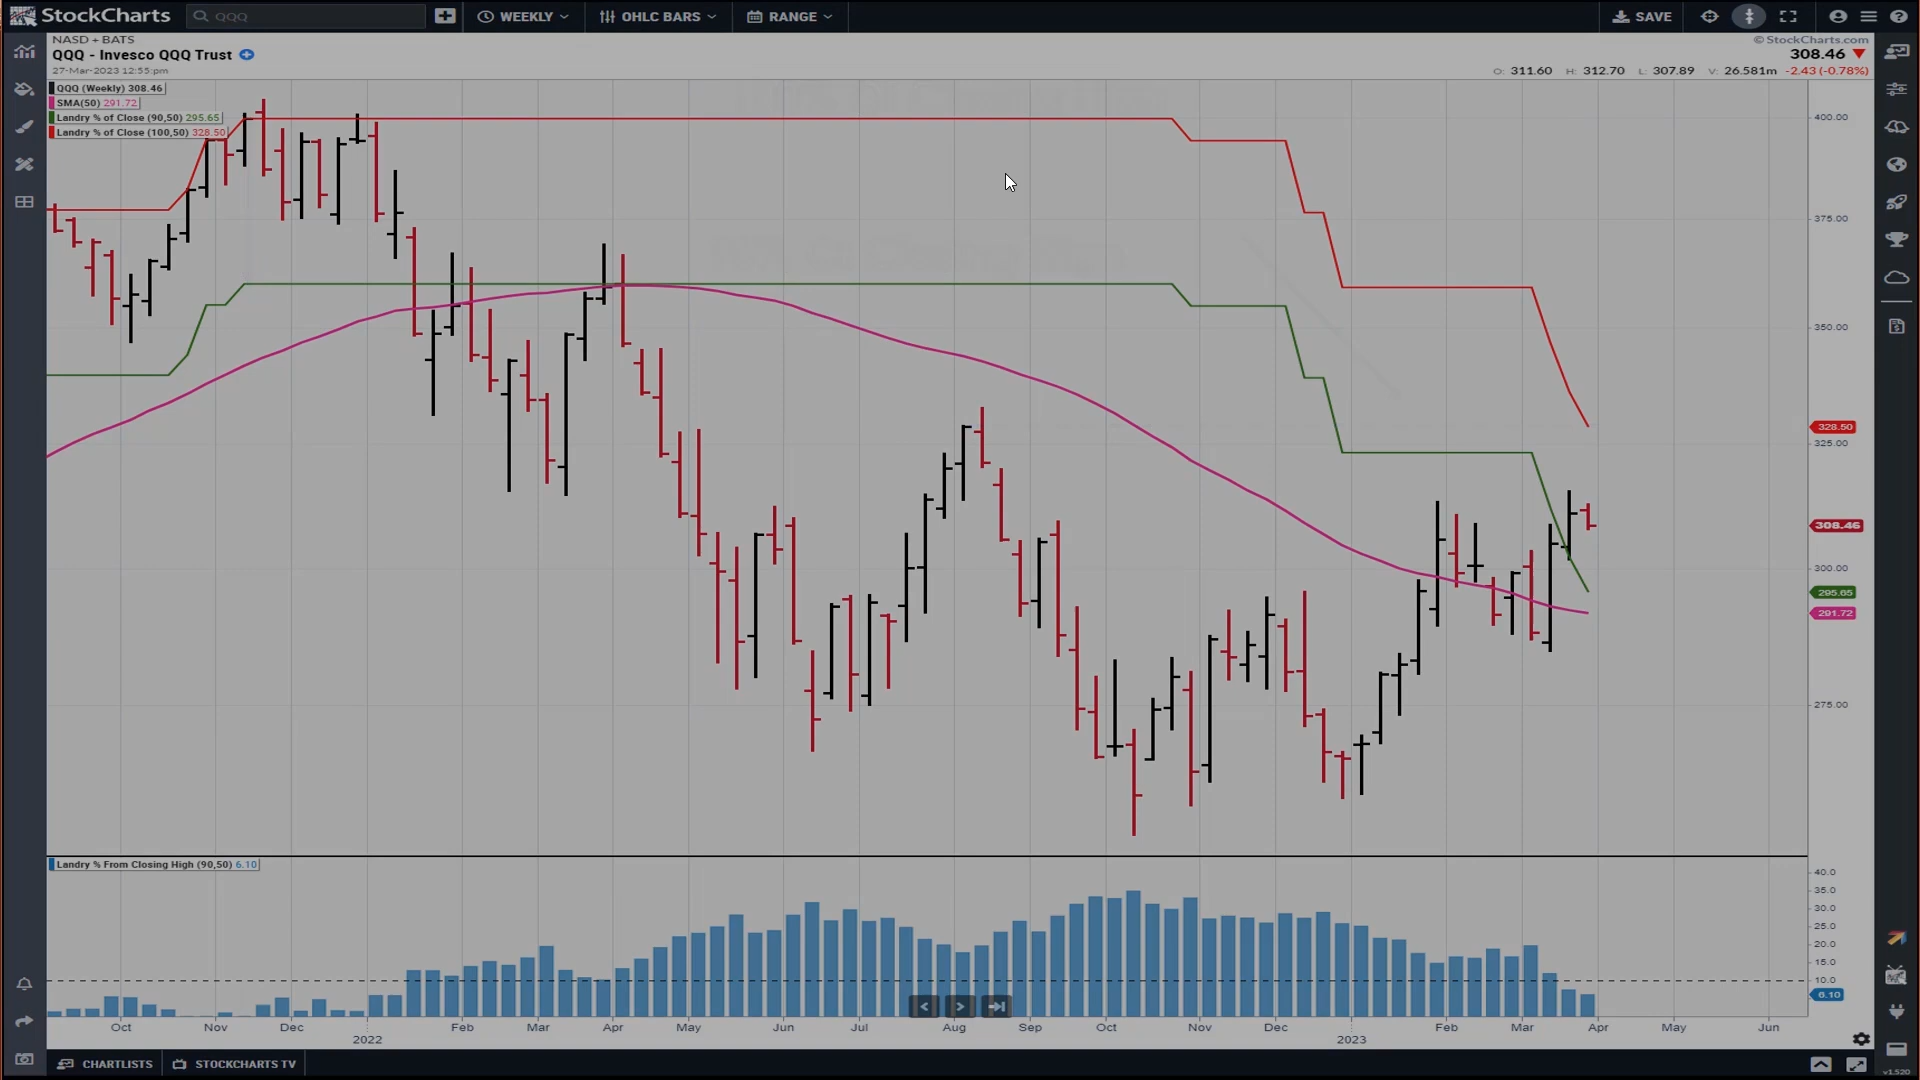 StockCharts
QQQ
WEEKLY
OHLC BARS
RANGE
SAVE
NASD + BATS
© StockCharts.com
QQQ - Invesco QQQ Trust
308.46
27-Mar-2023 12:55:pm
O: 311.60 H: 312.70 L: 307.89 V: 26.581m -2.43 (-0.78%)
QQQ (Weekly) 308.46
SMA(50) 291.72
Landry % of Close (90,50) 295.65
Landry % of Close (100,50) 328.50
400.00
375.00
350.00
328.50
325.00
308.46
300.00
295.65
291.72
275.00
Landry % From Closing High (90,50) 6.10
40.0
35.0
30.0
25.0
20.0
15.0
10.0
6.10
Oct Nov Dec Feb Mar Apr May Jun Jul Aug Sep Oct Nov Dec Feb Mar Apr May Jun
2022 2023
CHARTLISTS
STOCKCHARTS TV
v1.520